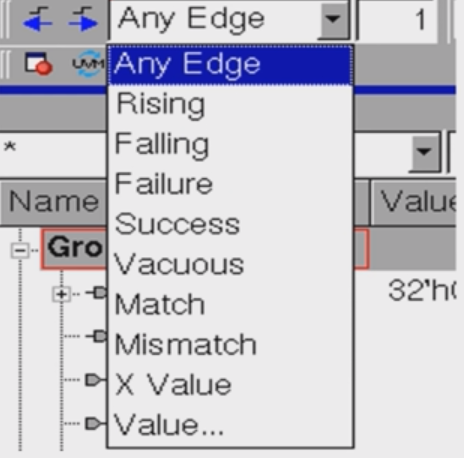 Any Edge 1
UVM Any Edge
Rising
Falling
*
Failure
Name Value
Success
Gro
Vacuous
32'h
Match
Mismatch
X Value
Value...